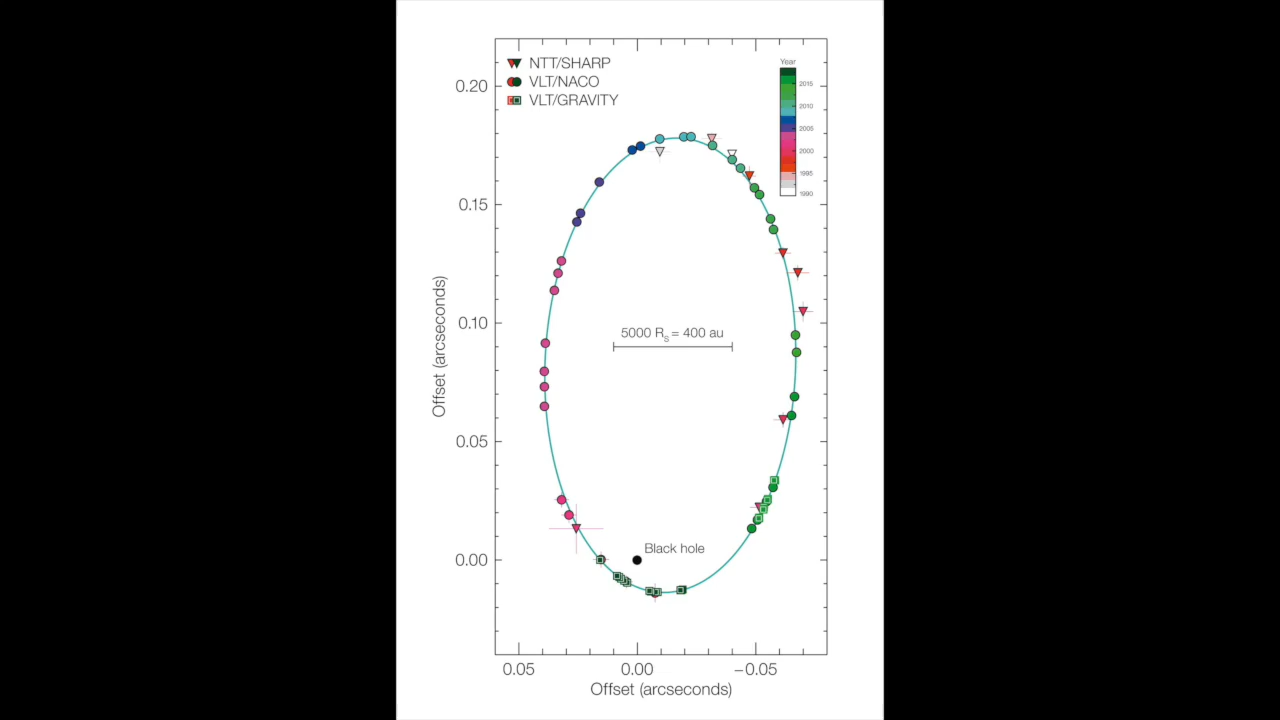 NTT/SHARP
VLT/NACO
VLT/GRAVITY
Year
2015
2010
2005
2000
1995
1990
0.20
0.15
0.10
0.05
0.00
Offset (arcseconds)
5000 Rs = 400 au
Black hole
0.05 0.00 −0.05
Offset (arcseconds)